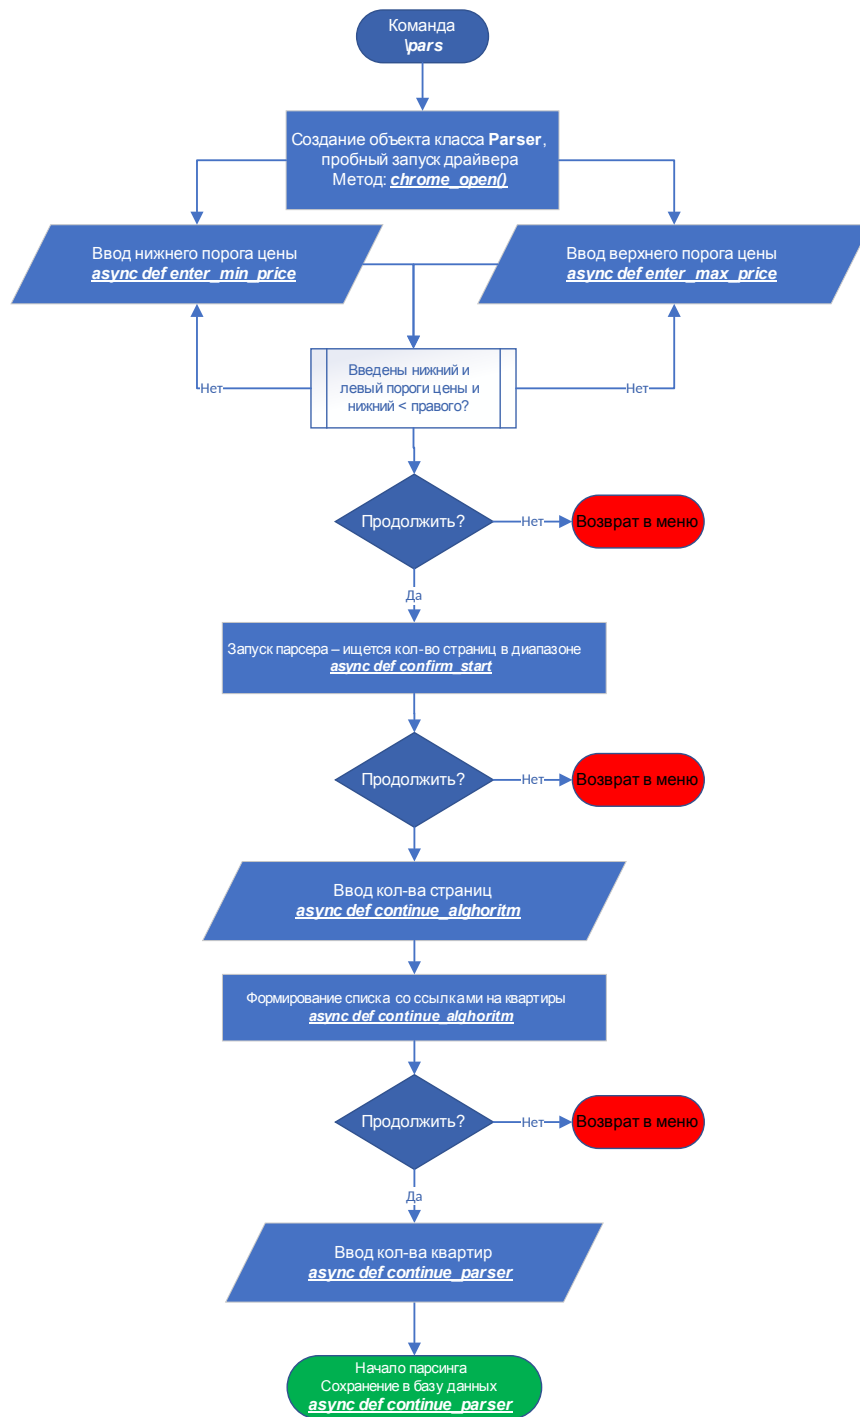 Команда
\pars
Создание объекта класса Parser,
пробный запуск драйвера
Метод: chrome_open()
Ввод нижнего порога цены
async def enter_min_price
Ввод верхнего порога цены
async def enter_max_price
Введены нижний и
левый пороги цены и
нижний < правого?
Нет
Нет
Продолжить?
Нет
Возврат в меню
Да
Запуск парсера – ищется кол-во страниц в диапазоне
async def confirm_start
Продолжить?
Нет
Возврат в меню
Ввод кол-ва страниц
async def continue_alghoritm
Формирование списка со ссылками на квартиры
async def continue_alghoritm
Продолжить?
Нет
Возврат в меню
Да
Ввод кол-ва квартир
async def continue_parser
Начало парсинга
Сохранение в базу данных
async def continue_parser